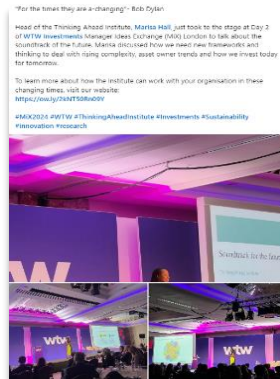 "For the times they are a-changing"- Bob Dylan
Head of the Thinking Ahead Institute, Marisa Hall, just took to the stage at Day 2
of WTW Investments Manager Ideas Exchange (MIX) London to talk about the
soundtrack of the future. Marisa discussed how we need new frameworks and
thinking to deal with rising complexity, asset owner trends and how we invest today
for tomorrow.
To learn more about how the Institute can work with your organisation in these
changing times, visit our website:
#MIX2024 #WTW #ThinkingAheadInstitute #Investments #Sustainability
#Innovation #research
Soundtrack for the
w
wtw
wtw